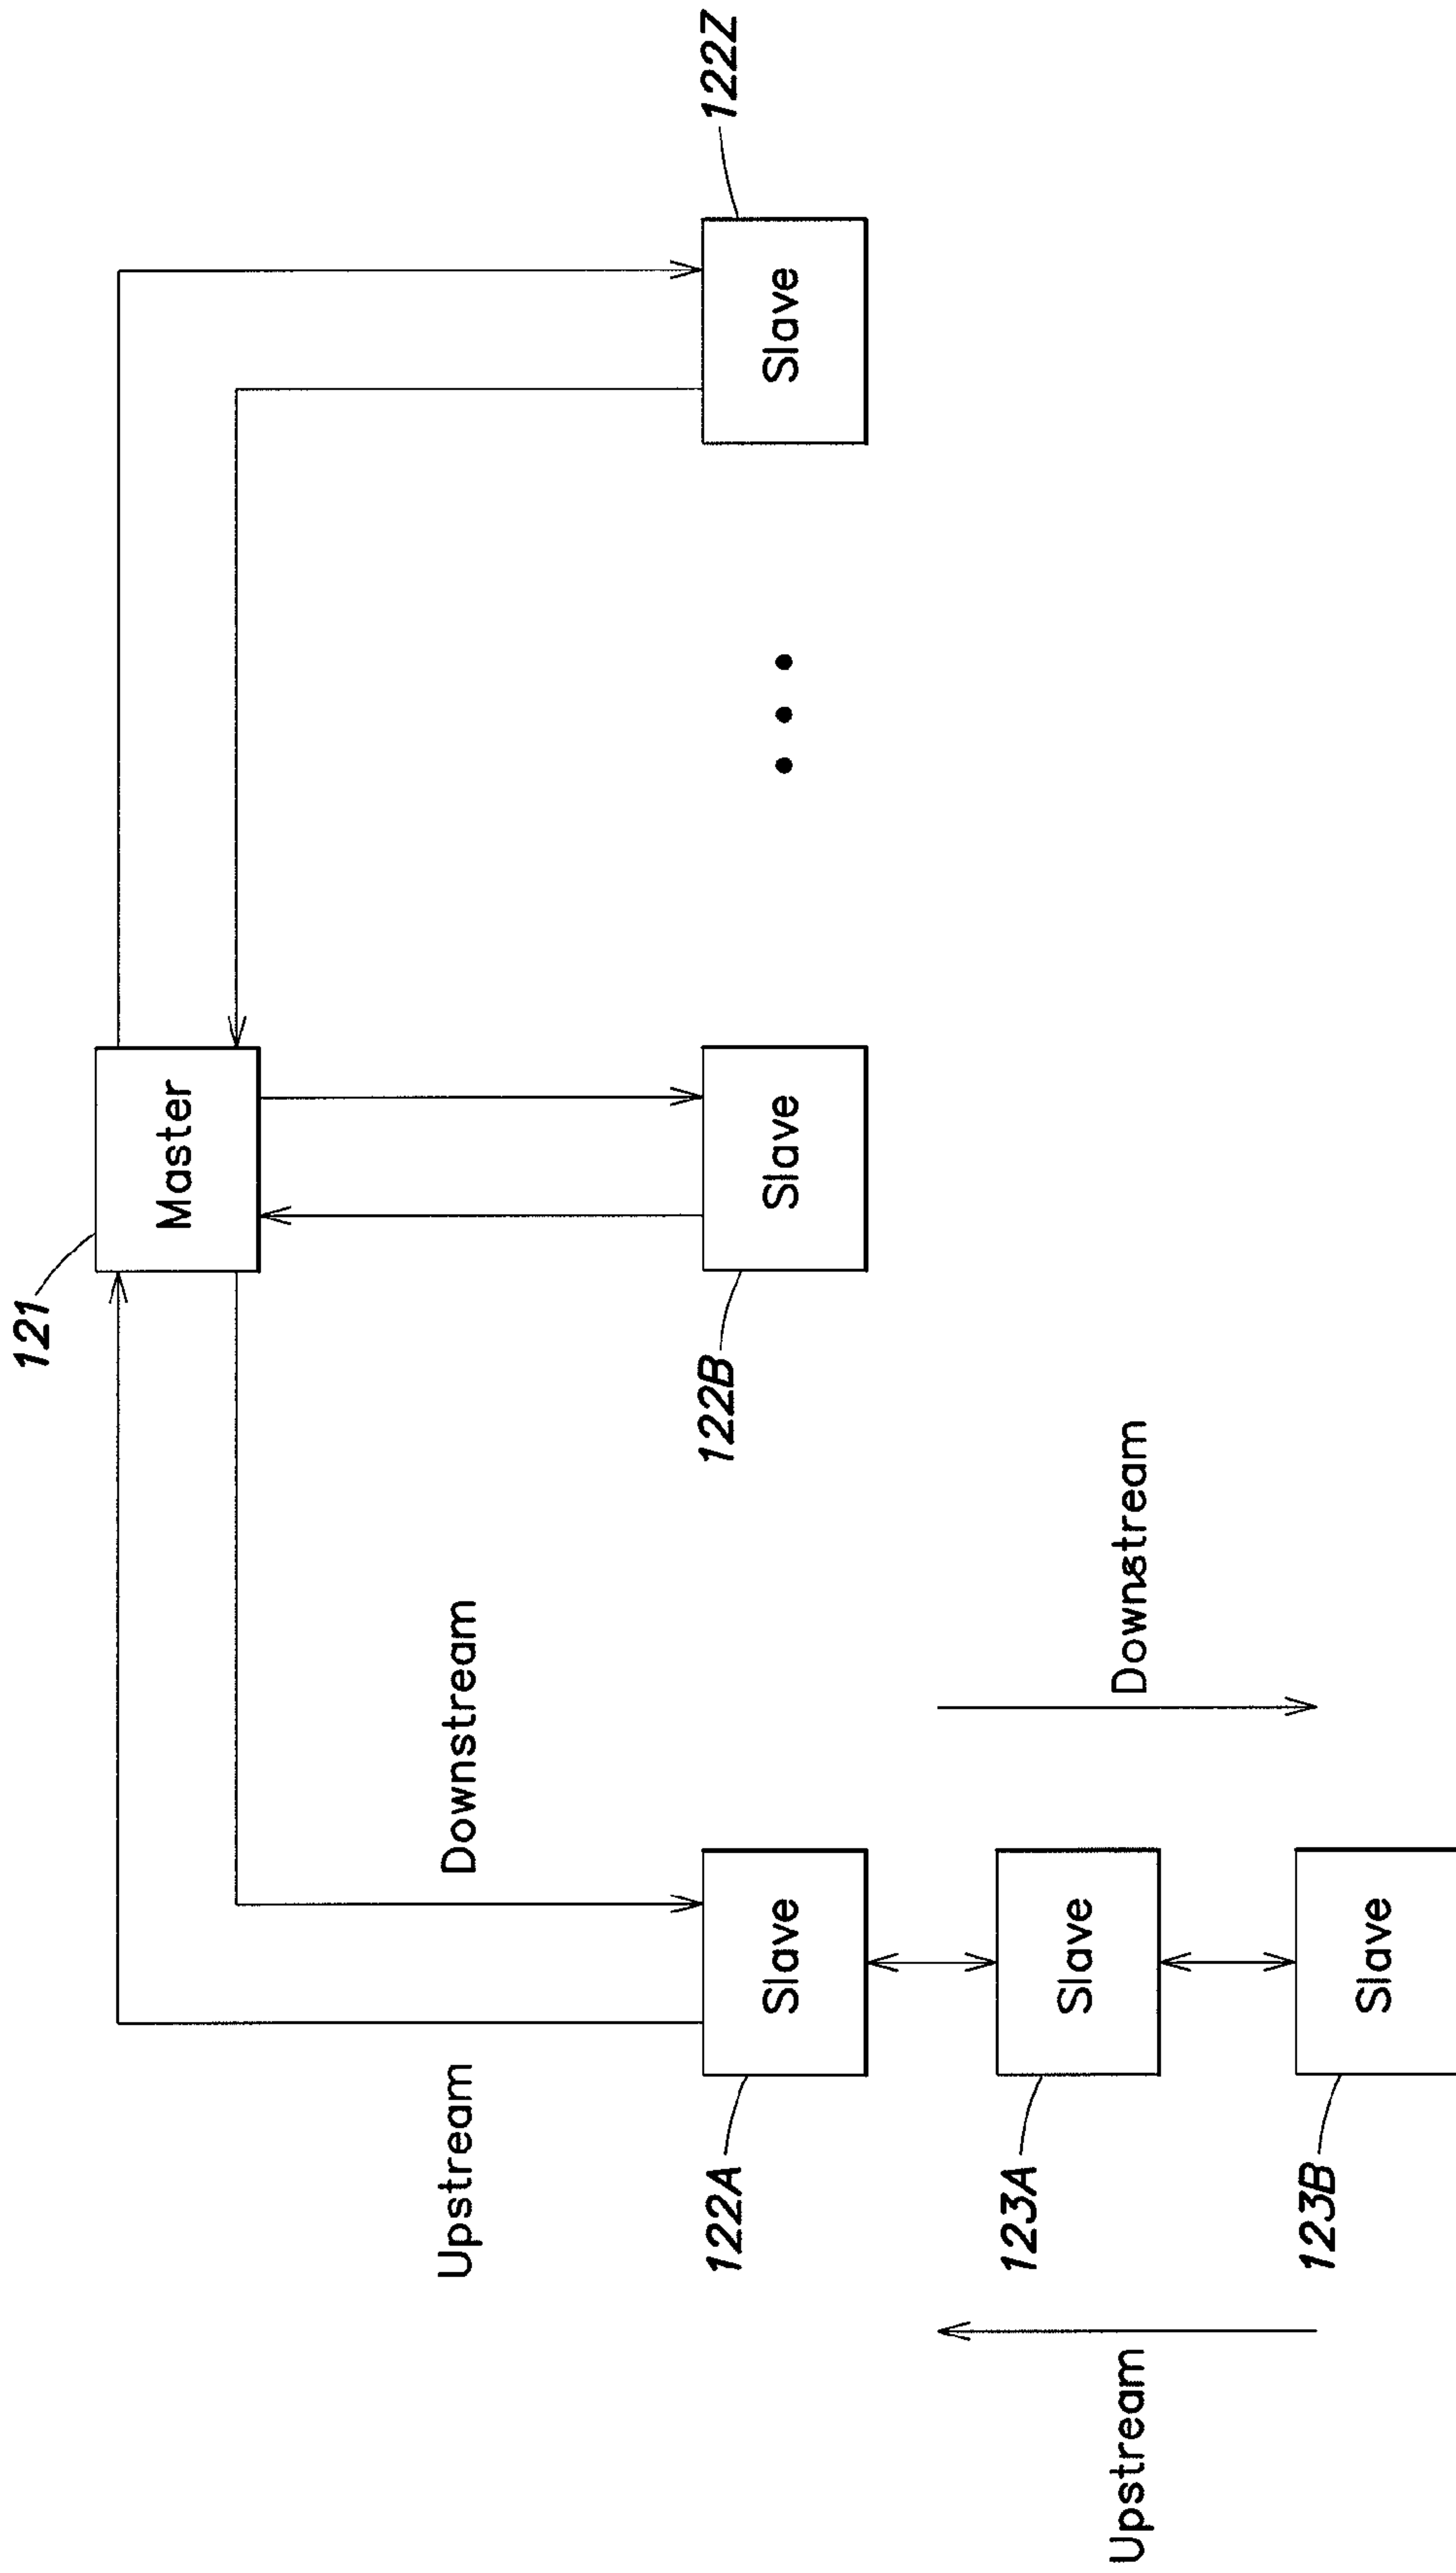 121
Master
Upstream
Downstream
122A
122B
122Z
Slave
Slave
Slave
123A
Slave
Upstream
Downstream
123B
Slave